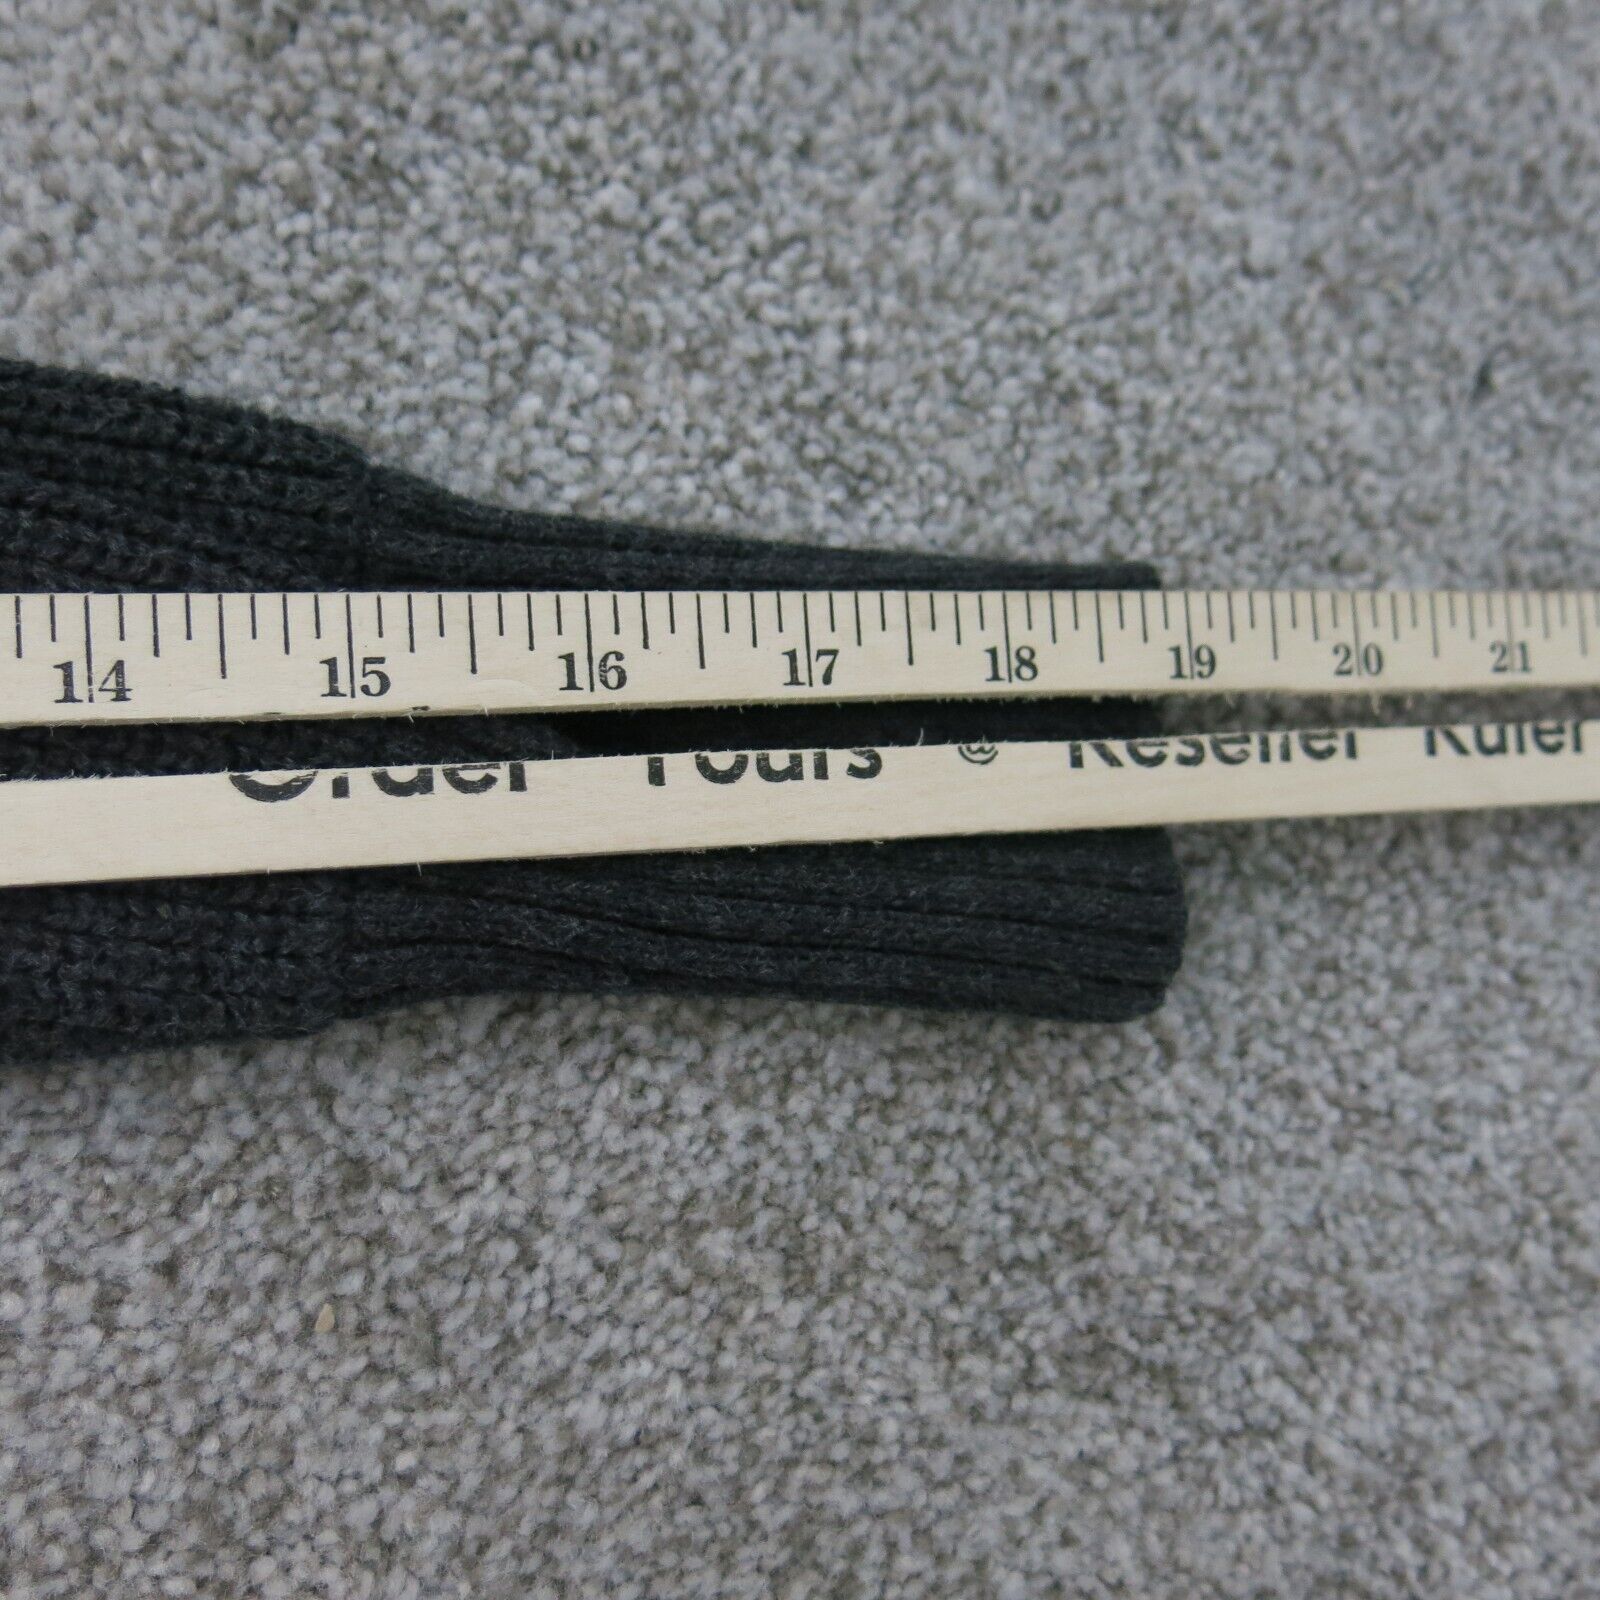 14 15 16 17 18 19 20 21
Order Yours @ Reseller Ruler